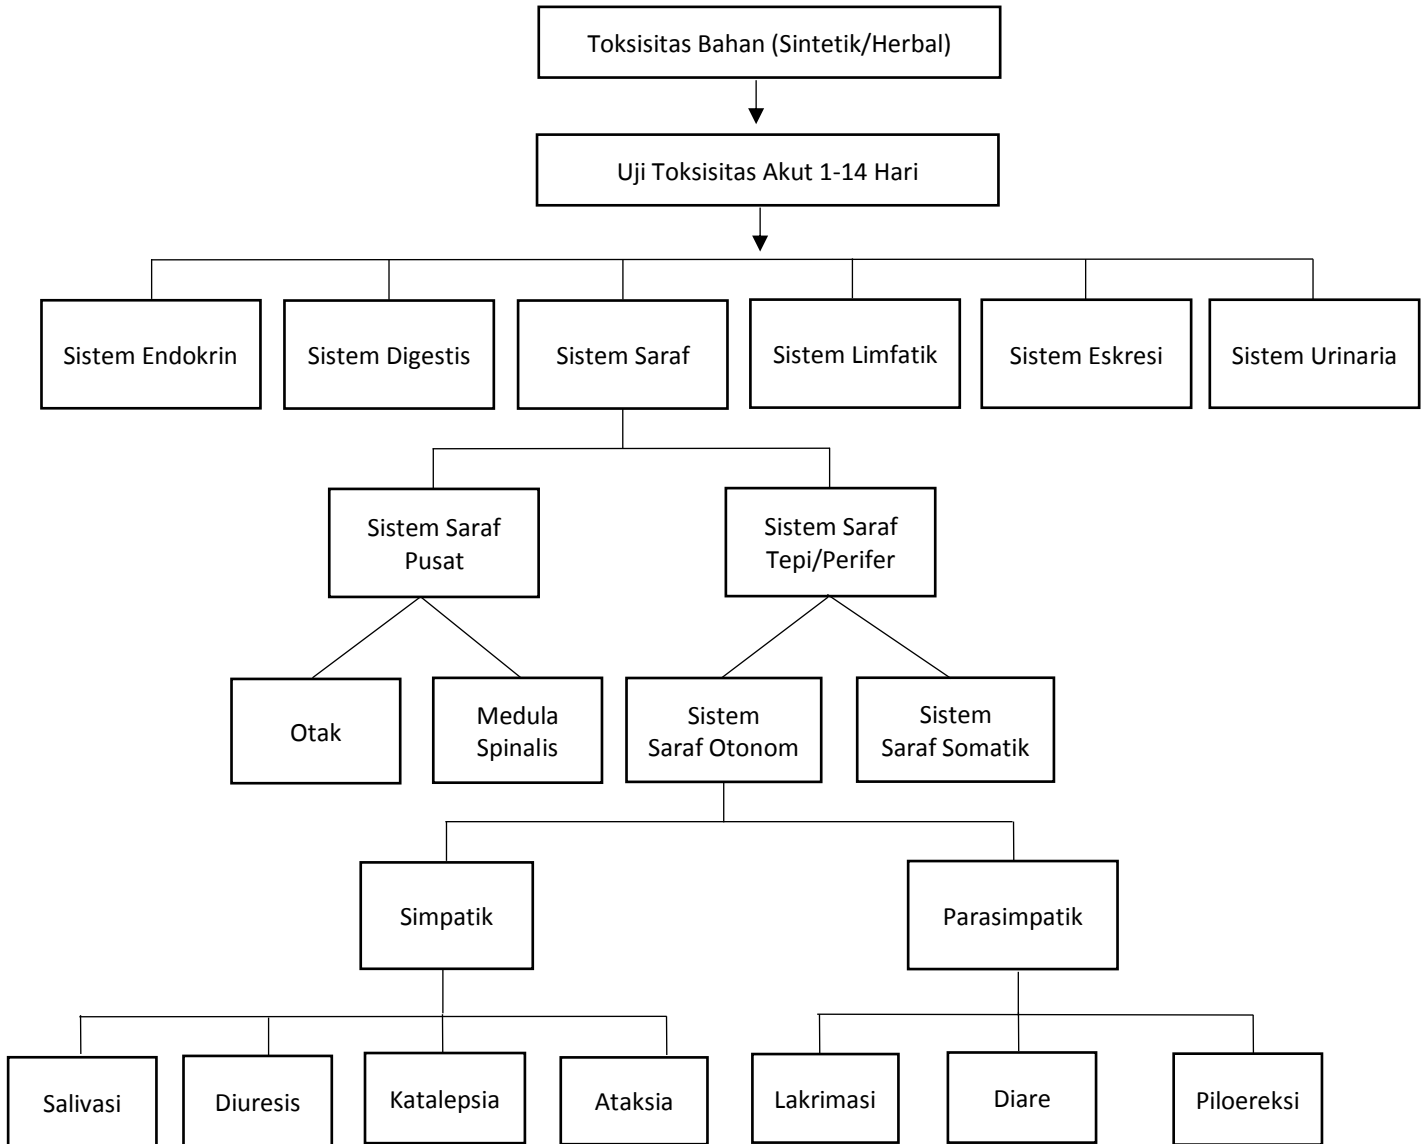 Toksisitas Bahan (Sintetik/Herbal)
Uji Toksisitas Akut 1-14 Hari
Sistem Endokrin
Sistem Digestis
Sistem Saraf
Sistem Limfatik
Sistem Eskresi
Sistem Urinaria
Sistem Saraf
Pusat
Sistem Saraf
Tepi/Perifer
Otak
Medula
Spinalis
Sistem
Saraf Otonom
Sistem
Saraf Somatik
Simpatik
Parasimpatik
Salivasi
Diuresis
Katalepsia
Ataksia
Lakrimasi
Diare
Piloereksi